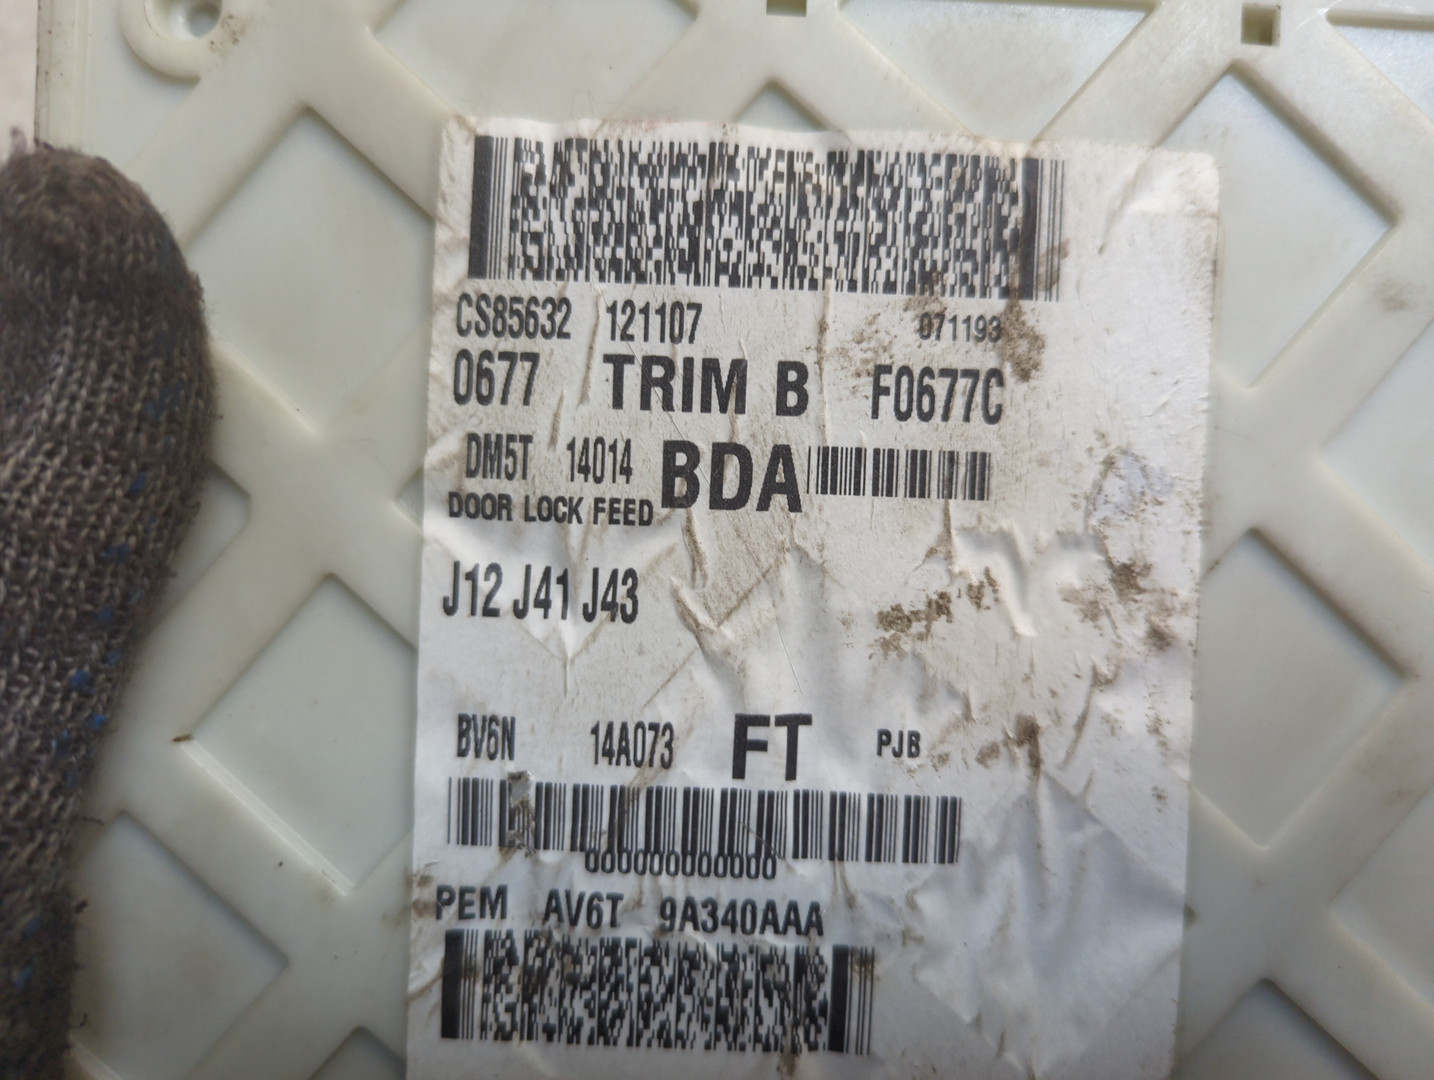 CS85632 121107 071193
0677 TRIM B F0677C
DM5T 14014 BDA
DOOR LOCK FEED
J12 J41 J43
BV6N 14A073 FT PJB
000000000000
PEM AV6T 9A340AAA